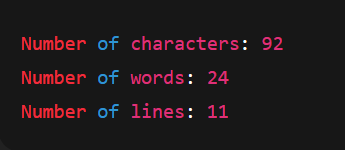 Number of characters: 92
Number of words: 24
Number of lines: 11